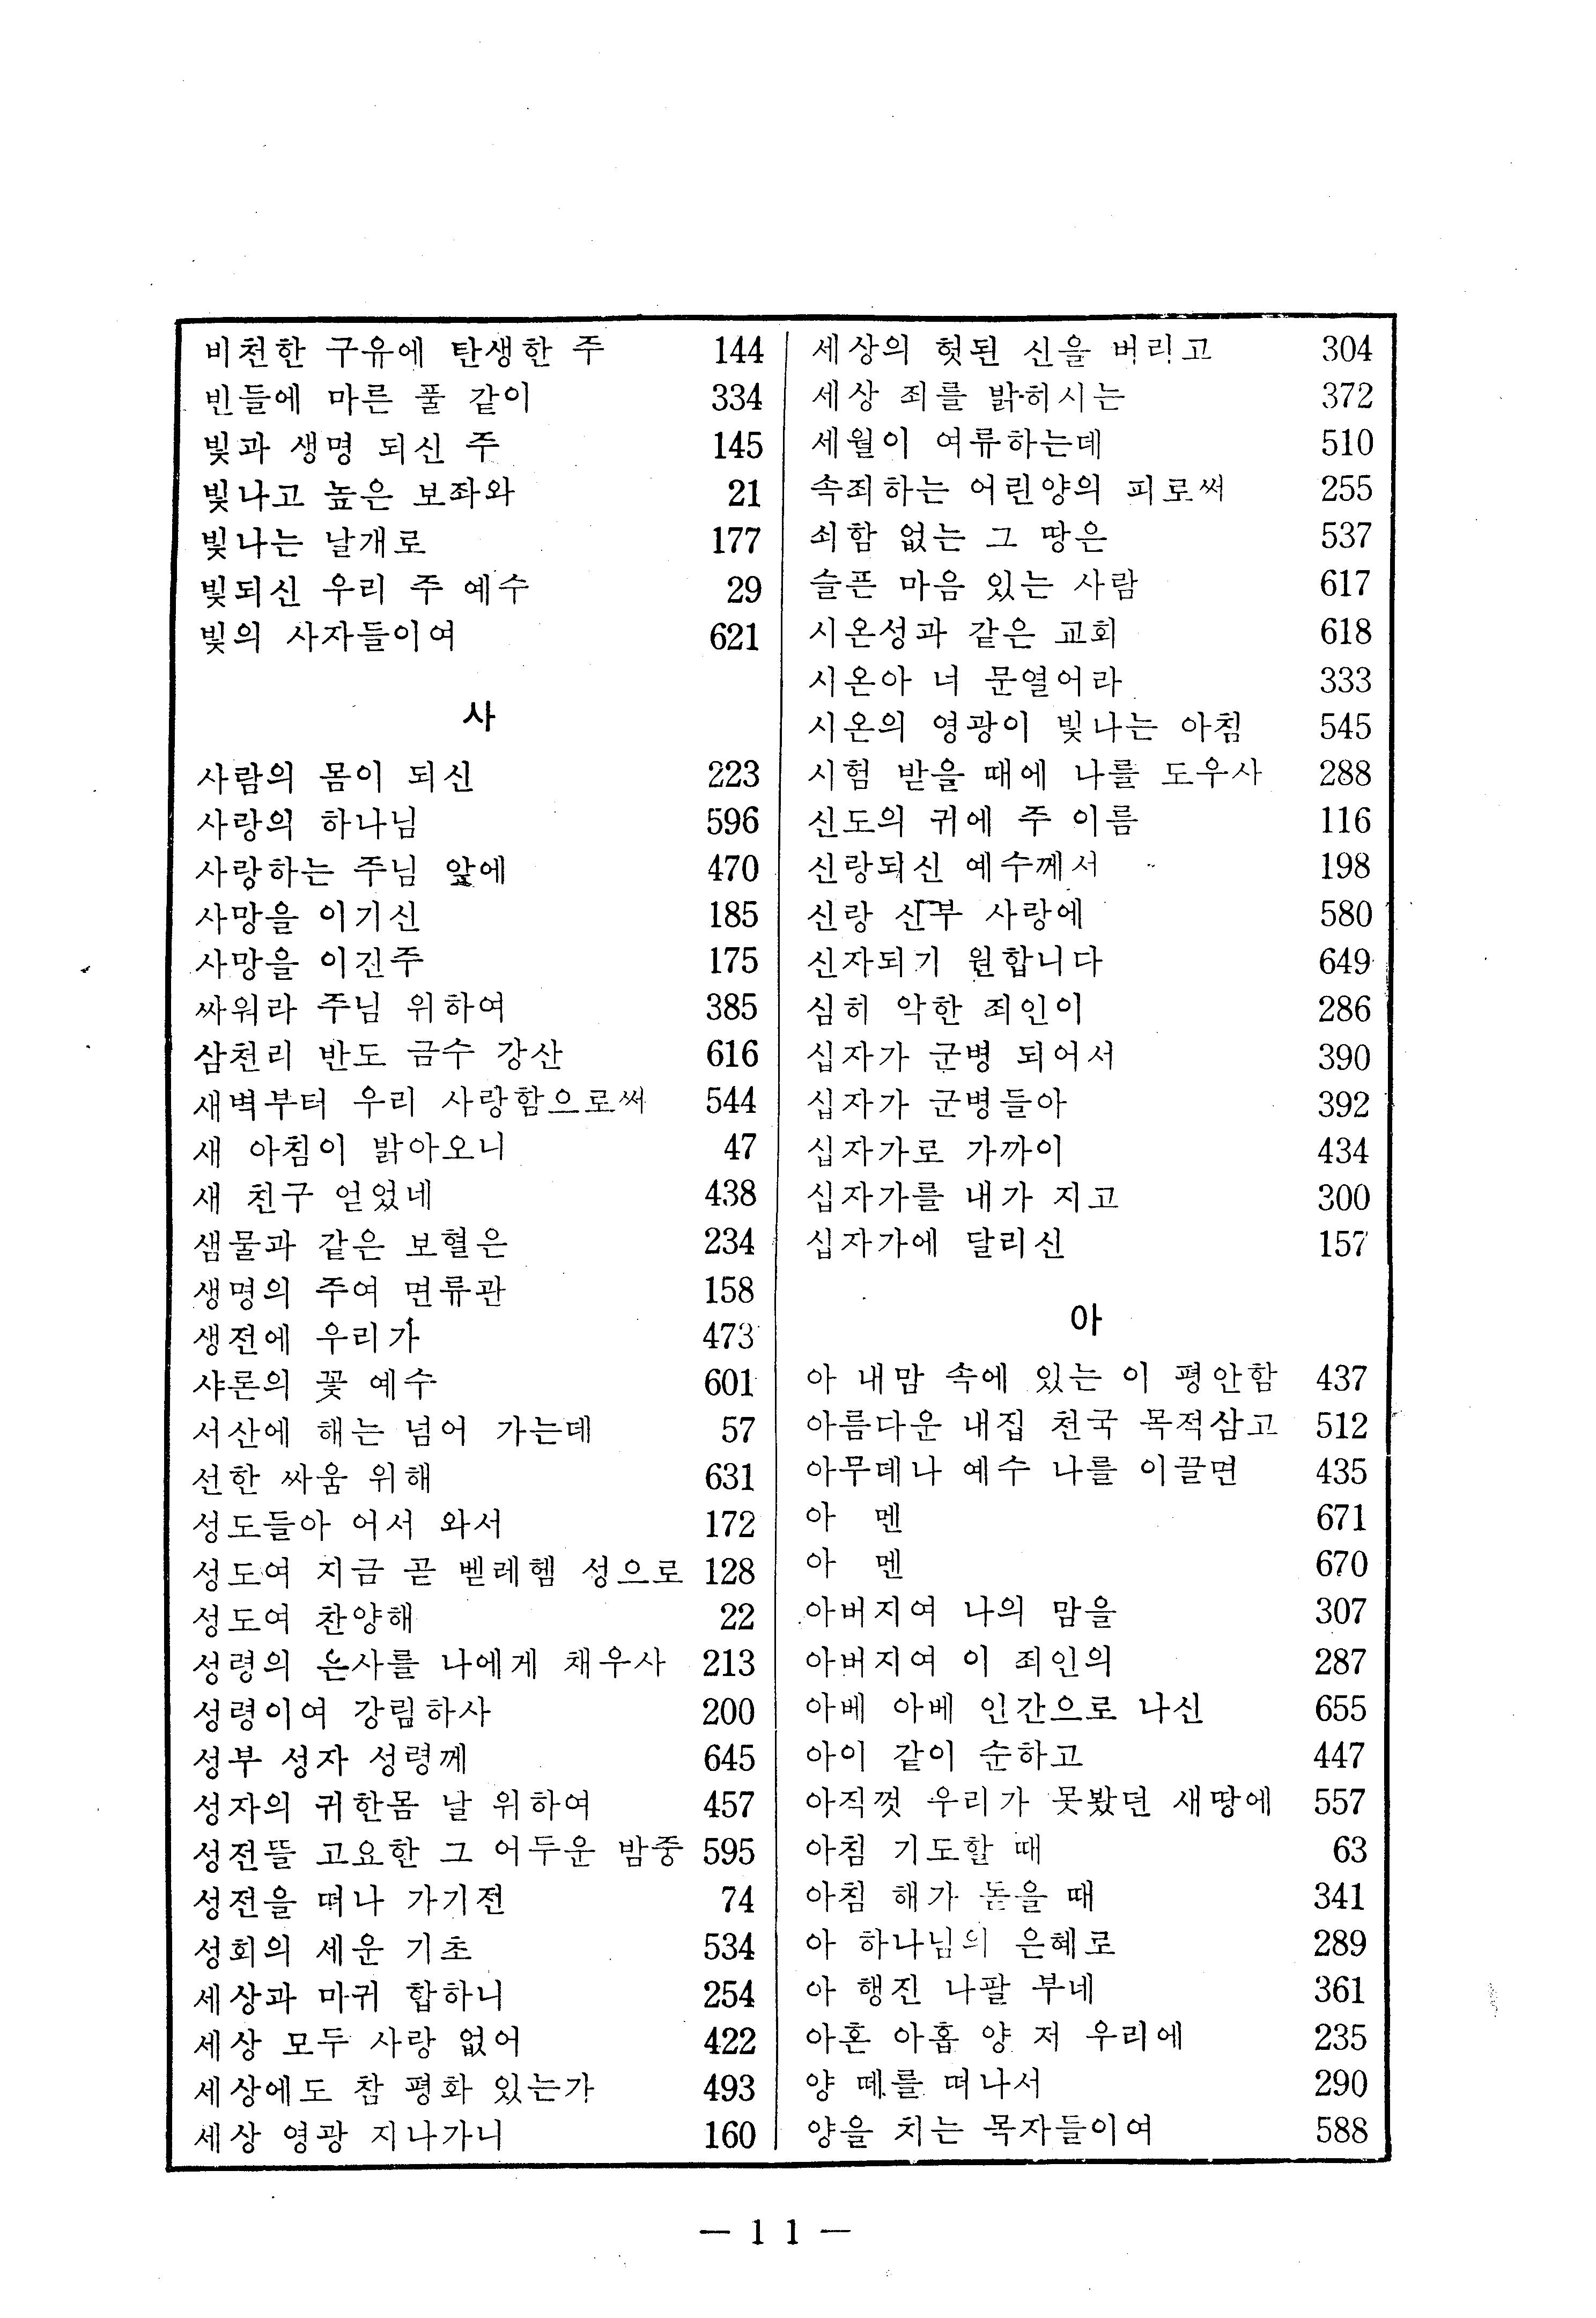 비천한 구유에 탄생한 주 144
빈들에 마른 풀 같이 334
빛과 생명 되신 주 145
빛나고 높은 보좌와 21
빛나는 날개로 177
빛되신 우리 주 예수 29
빛의 사자들이여 621
사
사람의 몸이 되신 223
사랑의 하나님 596
사랑하는 주님 앞에 470
사망을 이기신 185
사망을 이긴주 175
싸워라 주님 위하여 385
삼천리 반도 금수 강산 616
새벽부터 우리 사랑함으로써 544
새 아침이 밝아오니 47
새 친구 얻었네 438
샘물과 같은 보혈은 234
생명의 주여 면류관 158
생전에 우리가 473
샤론의 꽃 예수 601
서산에 해는 넘어 가는데 57
선한 싸움 위해 631
성도들아 어서 와서 172
성도여 지금 곧 벧레헴 성으로 128
성도여 찬양해 22
성령의 은사를 나에게 채우사 213
성령이여 강림하사 200
성부 성자 성령께 645
성자의 귀한몸 날 위하여 457
성전뜰 고요한 그 어두운 밤중 595
성전을 떠나 가기전 74
성회의 세운 기초 534
세상과 마귀 합하니 254
세상 모두 사랑 없어 422
세상에도 참 평화 있는가 493
세상 영광 지나가니 160
세상의 헛된 신을 버리고 304
세상 죄를 밝히시는 372
세월이 여류하는데 510
속죄하는 어린양의 피로써 255
쇠함 없는 그 땅은 537
슬픈 마음 있는 사람 617
시온성과 같은 교회 618
시온아 너 문열어라 333
시온의 영광이 빛나는 아침 545
시험 받을 때에 나를 도우사 288
신도의 귀에 주 이름 116
신랑되신 예수께서 198
신랑 신부 사랑에 580
신자되기 원합니다 649
심히 악한 죄인이 286
십자가 군병 되어서 390
십자가 군병들아 392
십자가로 가까이 434
십자가를 내가 지고 300
십자가에 달리신 157
아
아 내맘 속에 있는 이 평안함 437
아름다운 내집 천국 목적삼고 512
아무데나 예수 나를 이끌면 435
아 멘 671
아 멘 670
아버지여 나의 맘을 307
아버지여 이 죄인의 287
아베 아베 인간으로 나신 655
아이 같이 순하고 447
아직껏 우리가 못봤던 새땅에 557
아침 기도할 때 63
아침 해가 돋을 때 341
아 하나님의 은혜로 289
아 행진 나팔 부네 361
아흔 아홉 양 저 우리에 235
양 떼를 떠나서 290
양을 치는 목자들이여 588
— 1 1 —